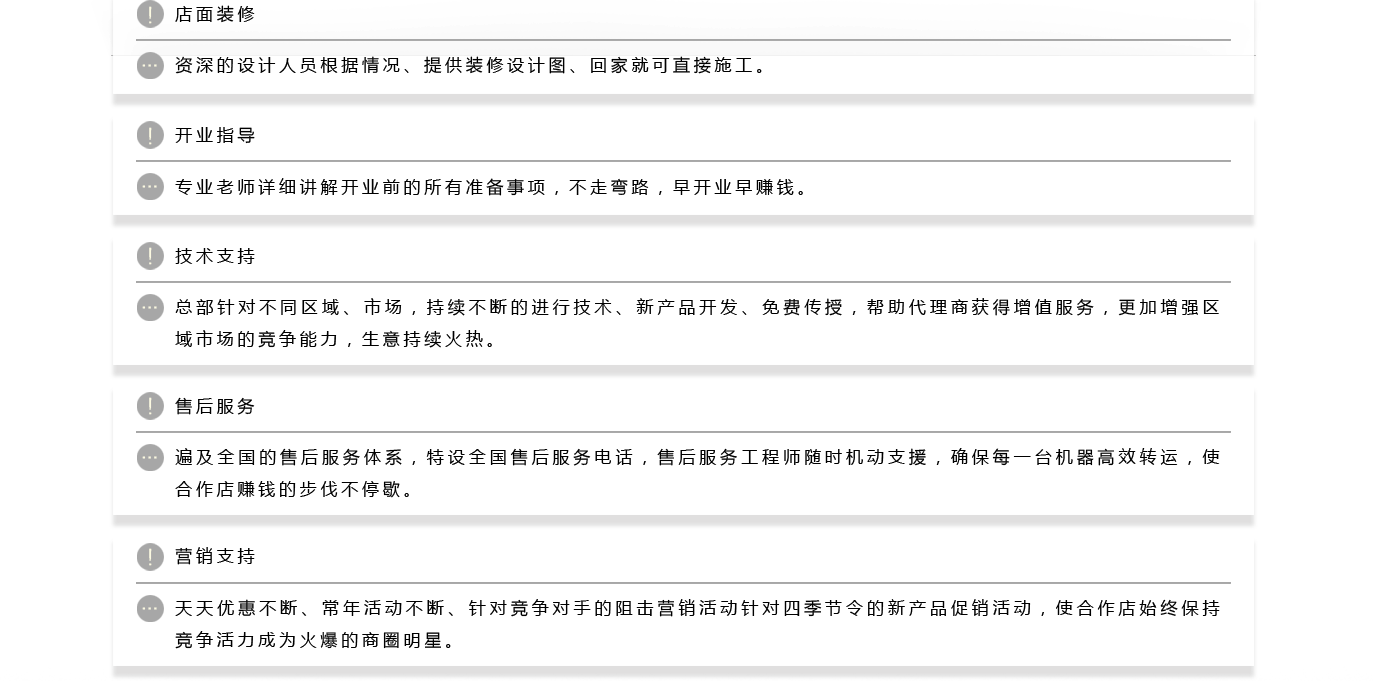 店面装修
资深的设计人员根据情况、提供装修设计图、回家就可直接施工。
开业指导
专业老师详细讲解开业前的所有准备事项，不走弯路，早开业早赚钱。
技术支持
总部针对不同区域、市场，持续不断的进行技术、新产品开发、免费传授，帮助代理商获得增值服务，更加增强区
域市场的竞争能力，生意持续火热。
售后服务
遍及全国的售后服务体系，特设全国售后服务电话，售后服务工程师随时机动支援，确保每一台机器高效转运，使
合作店赚钱的步伐不停歇。
营销支持
天天优惠不断、常年活动不断、针对竞争对手的阻击营销活动针对四季节令的新产品促销活动，使合作店始终保持
竞争活力成为火爆的商圈明星。